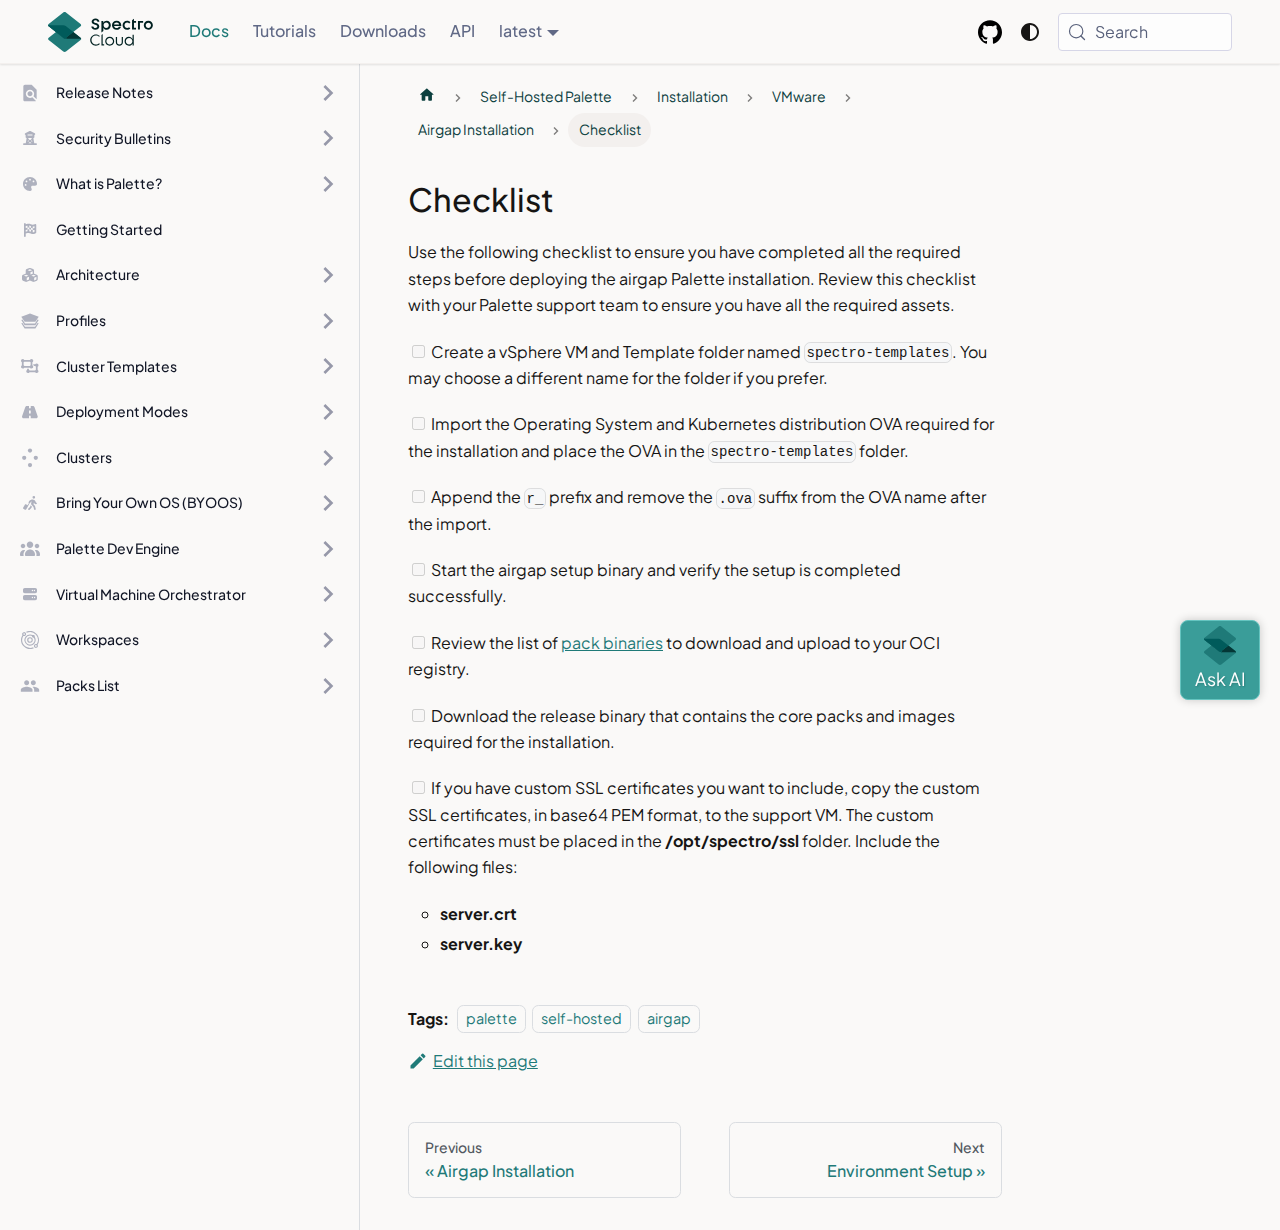 Spectro Cloud
Docs
Tutorials
Downloads
API
latest
Search
Release Notes
Security Bulletins
What is Palette?
Getting Started
Architecture
Profiles
Cluster Templates
Deployment Modes
Clusters
Bring Your Own OS (BYOOS)
Palette Dev Engine
Virtual Machine Orchestrator
Workspaces
Packs List
Self-Hosted Palette
Installation
VMware
Airgap Installation
Checklist
Checklist
Use the following checklist to ensure you have completed all the required
steps before deploying the airgap Palette installation. Review this checklist
with your Palette support team to ensure you have all the required assets.
Create a vSphere VM and Template folder named spectro-templates. You
may choose a different name for the folder if you prefer.
Import the Operating System and Kubernetes distribution OVA required for
the installation and place the OVA in the spectro-templates folder.
Append the r_ prefix and remove the .ova suffix from the OVA name after
the import.
Start the airgap setup binary and verify the setup is completed
successfully.
Review the list of pack binaries to download and upload to your OCI
registry.
Download the release binary that contains the core packs and images
required for the installation.
If you have custom SSL certificates you want to include, copy the custom
SSL certificates, in base64 PEM format, to the support VM. The custom
certificates must be placed in the /opt/spectro/ssl folder. Include the
following files:
server.crt
server.key
Tags: palette self-hosted airgap
Edit this page
Previous
« Airgap Installation
Next
Environment Setup »
Ask AI